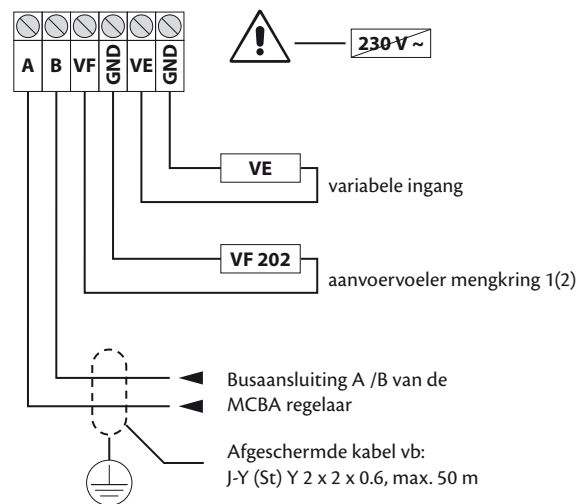 230 V ~
A B VF GND VE GND
VE
variabele ingang
VF 202
aanvoervoeler mengkring 1(2)
Busaansluiting A /B van de
MCBA regelaar
Afgeschermde kabel vb:
J-Y (St) Y 2 x 2 x 0.6, max. 50 m